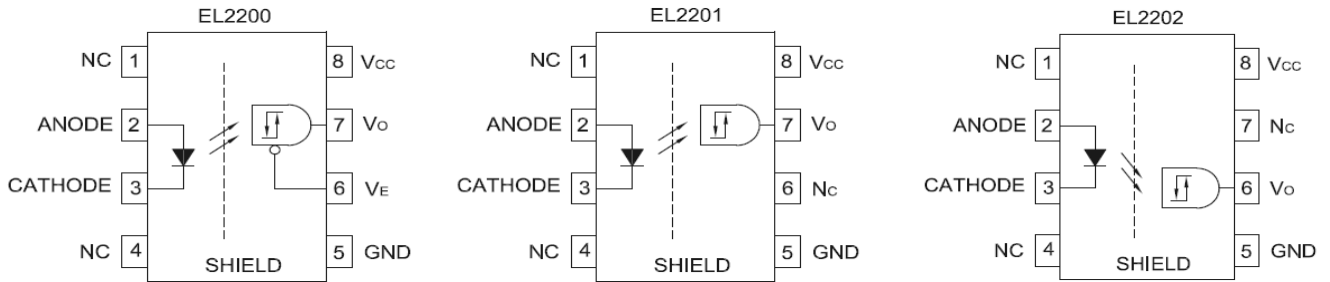 EL2200
NC 1 8 VCC
ANODE 2 7 VO
CATHODE 3 6 VE
NC 4 5 GND
SHIELD
EL2201
NC 1 8 VCC
ANODE 2 7 VO
CATHODE 3 6 NC
NC 4 5 GND
SHIELD
EL2202
NC 1 8 VCC
ANODE 2 7 NC
CATHODE 3 6 VO
NC 4 5 GND
SHIELD